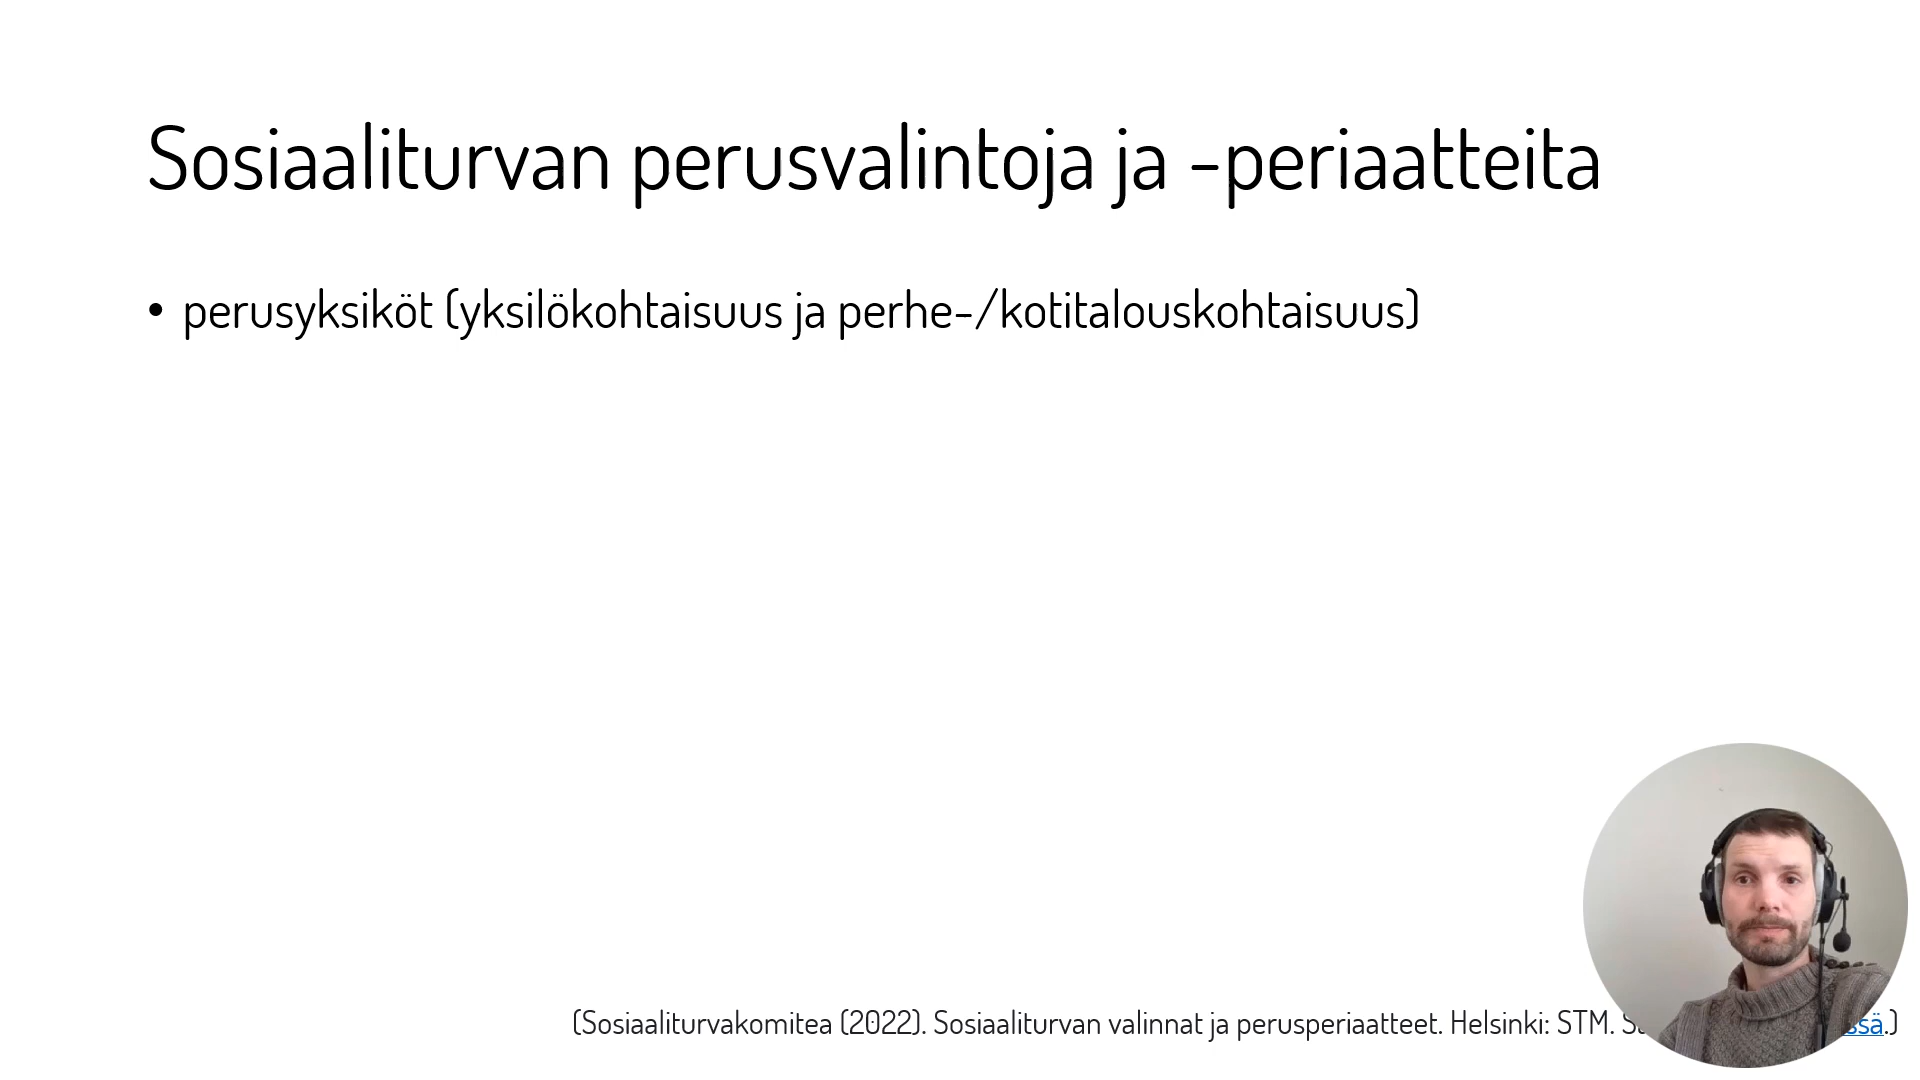 Sosiaaliturvan perusvalintoja ja -periaatteita
• perusyksiköt (yksilökohtaisuus ja perhe-/kotitalouskohtaisuus)
(Sosiaaliturvakomitea (2022). Sosiaaliturvan valinnat ja perusperiaatteet. Helsinki: STM.